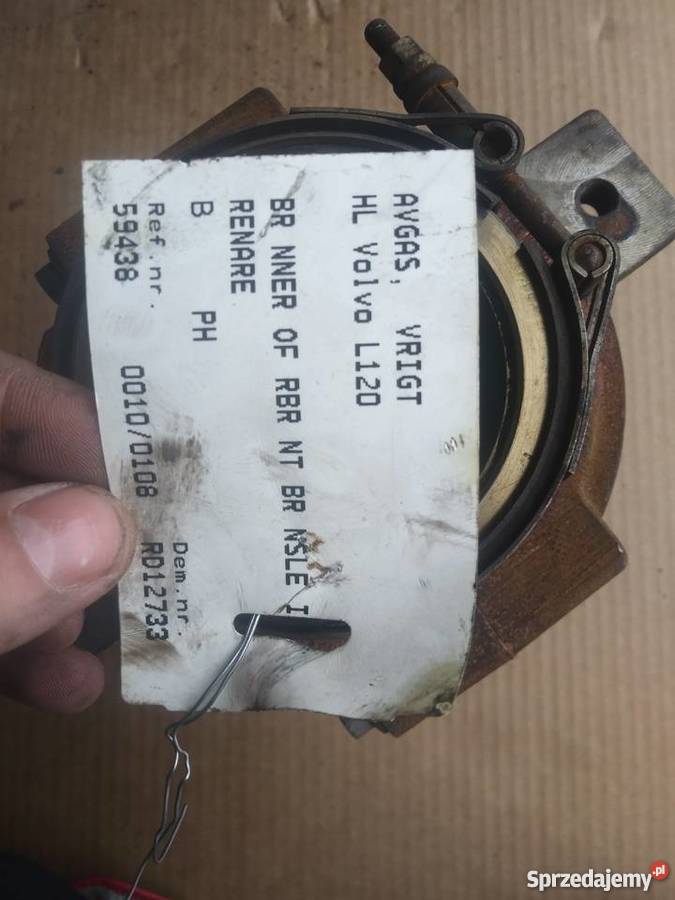 AVGAS, VRIGT
HL Volvo L120
BR NNER OF RBR NT BR NSLE I
RENARE
B PH
Ref.nr. Dem.nr.
59438 0010/0108 RD12733
Sprzedajemy.pl